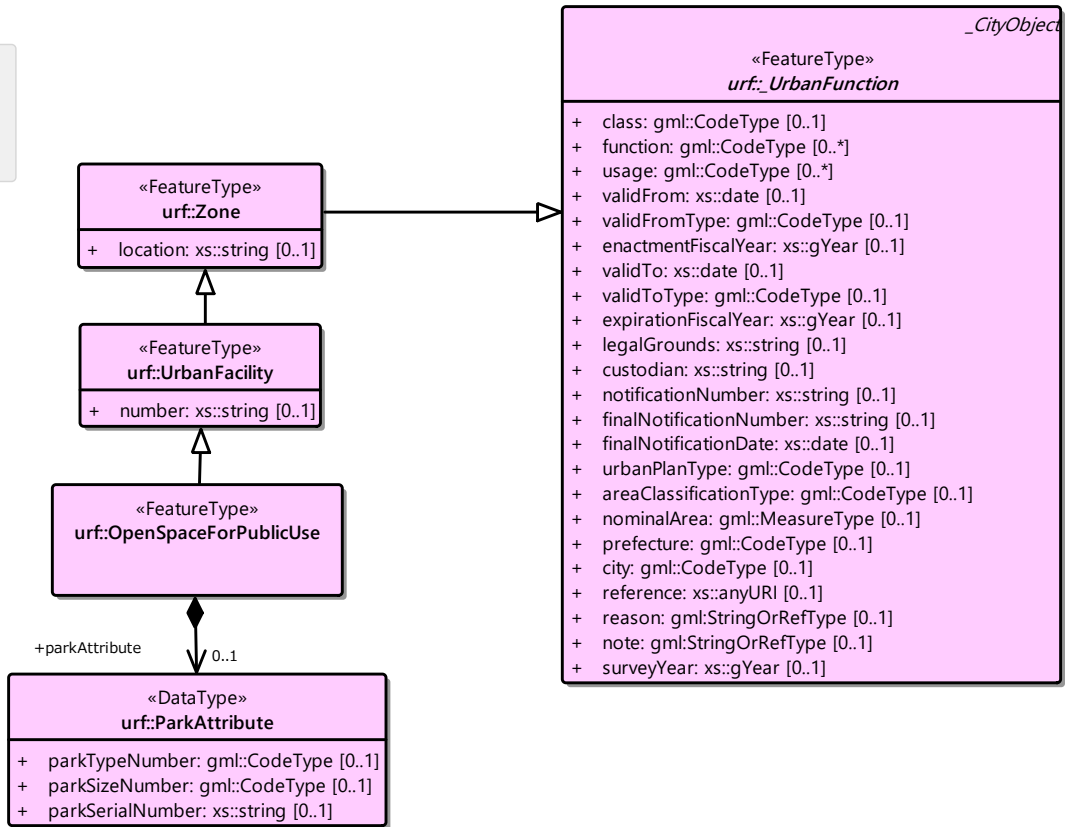 _CityObject
«FeatureType»
urf::_UrbanFunction
+ class: gml::CodeType [0..1]
+ function: gml::CodeType [0..*]
+ usage: gml::CodeType [0..*]
+ validFrom: xs::date [0..1]
+ validFromType: gml::CodeType [0..1]
+ enactmentFiscalYear: xs::gYear [0..1]
+ validTo: xs::date [0..1]
+ validToType: gml::CodeType [0..1]
+ expirationFiscalYear: xs::gYear [0..1]
+ legalGrounds: xs::string [0..1]
+ custodian: xs::string [0..1]
+ notificationNumber: xs::string [0..1]
+ finalNotificationNumber: xs::string [0..1]
+ finalNotificationDate: xs::date [0..1]
+ urbanPlanType: gml::CodeType [0..1]
+ areaClassificationType: gml::CodeType [0..1]
+ nominalArea: gml::MeasureType [0..1]
+ prefecture: gml::CodeType [0..1]
+ city: gml::CodeType [0..1]
+ reference: xs::anyURI [0..1]
+ reason: gml:StringOrRefType [0..1]
+ note: gml:StringOrRefType [0..1]
+ surveyYear: xs::gYear [0..1]
«FeatureType»
urf::Zone
+ location: xs::string [0..1]
«FeatureType»
urf::UrbanFacility
+ number: xs::string [0..1]
«FeatureType»
urf::OpenSpaceForPublicUse
+parkAttribute
0..1
«DataType»
urf::ParkAttribute
+ parkTypeNumber: gml::CodeType [0..1]
+ parkSizeNumber: gml::CodeType [0..1]
+ parkSerialNumber: xs::string [0..1]